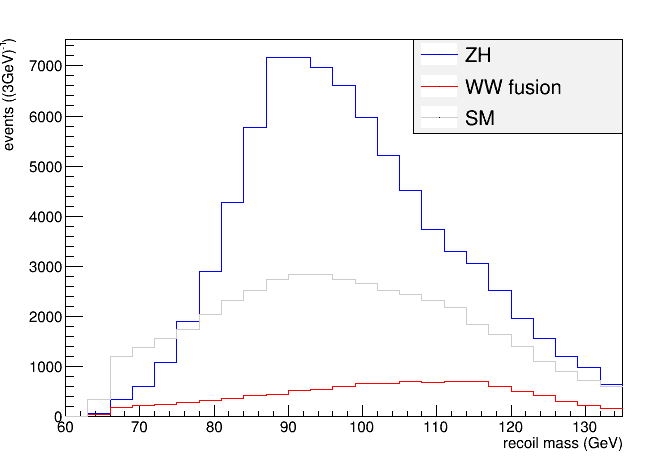 events ((3GeV)⁻¹)
7000
6000
5000
4000
3000
2000
1000
0
ZH
WW fusion
SM
60 70 80 90 100 110 120 130
recoil mass (GeV)